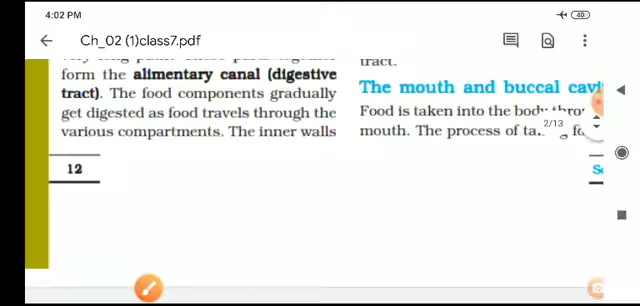 4:02 PM
40
Ch_02 (1)class7.pdf
form the alimentary canal (digestive
tract). The food components gradually
get digested as food travels through the
various compartments. The inner walls
12
tract.
The mouth and buccal
Food is taken into the
mouth. The process of
2/13